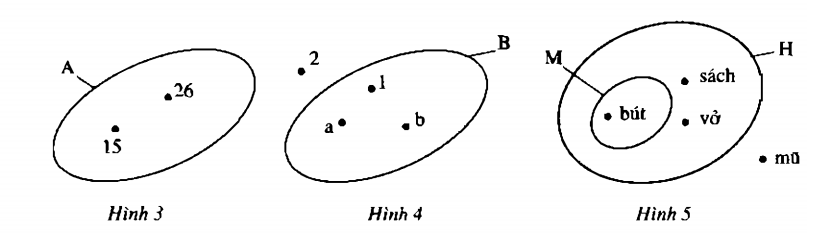 A
26
15
Hình 3
2
B
1
a
b
Hình 4
M
H
sách
bút
vở
mũ
Hình 5